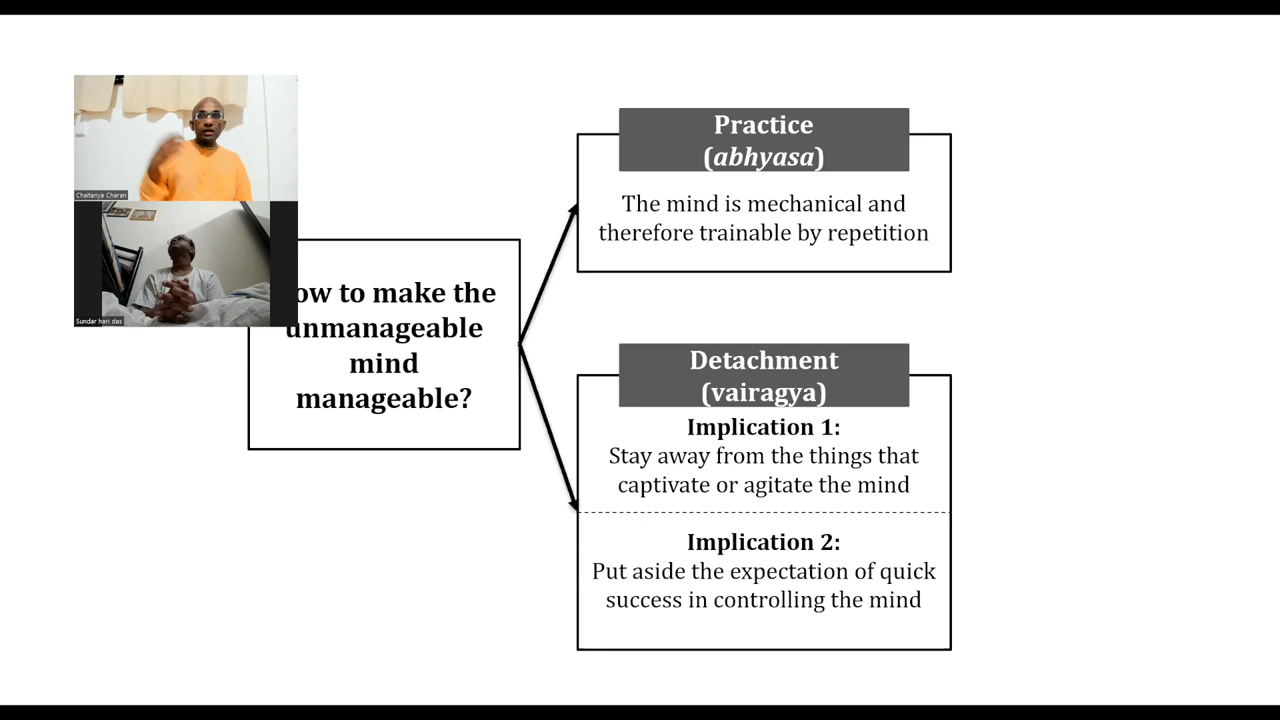 Chaitanya Charan
Sundar hari das
ow to make the
unmanageable
mind
manageable?
Practice
(abhyasa)
The mind is mechanical and
therefore trainable by repetition
Detachment
(vairagya)
Implication 1:
Stay away from the things that
captivate or agitate the mind
Implication 2:
Put aside the expectation of quick
success in controlling the mind